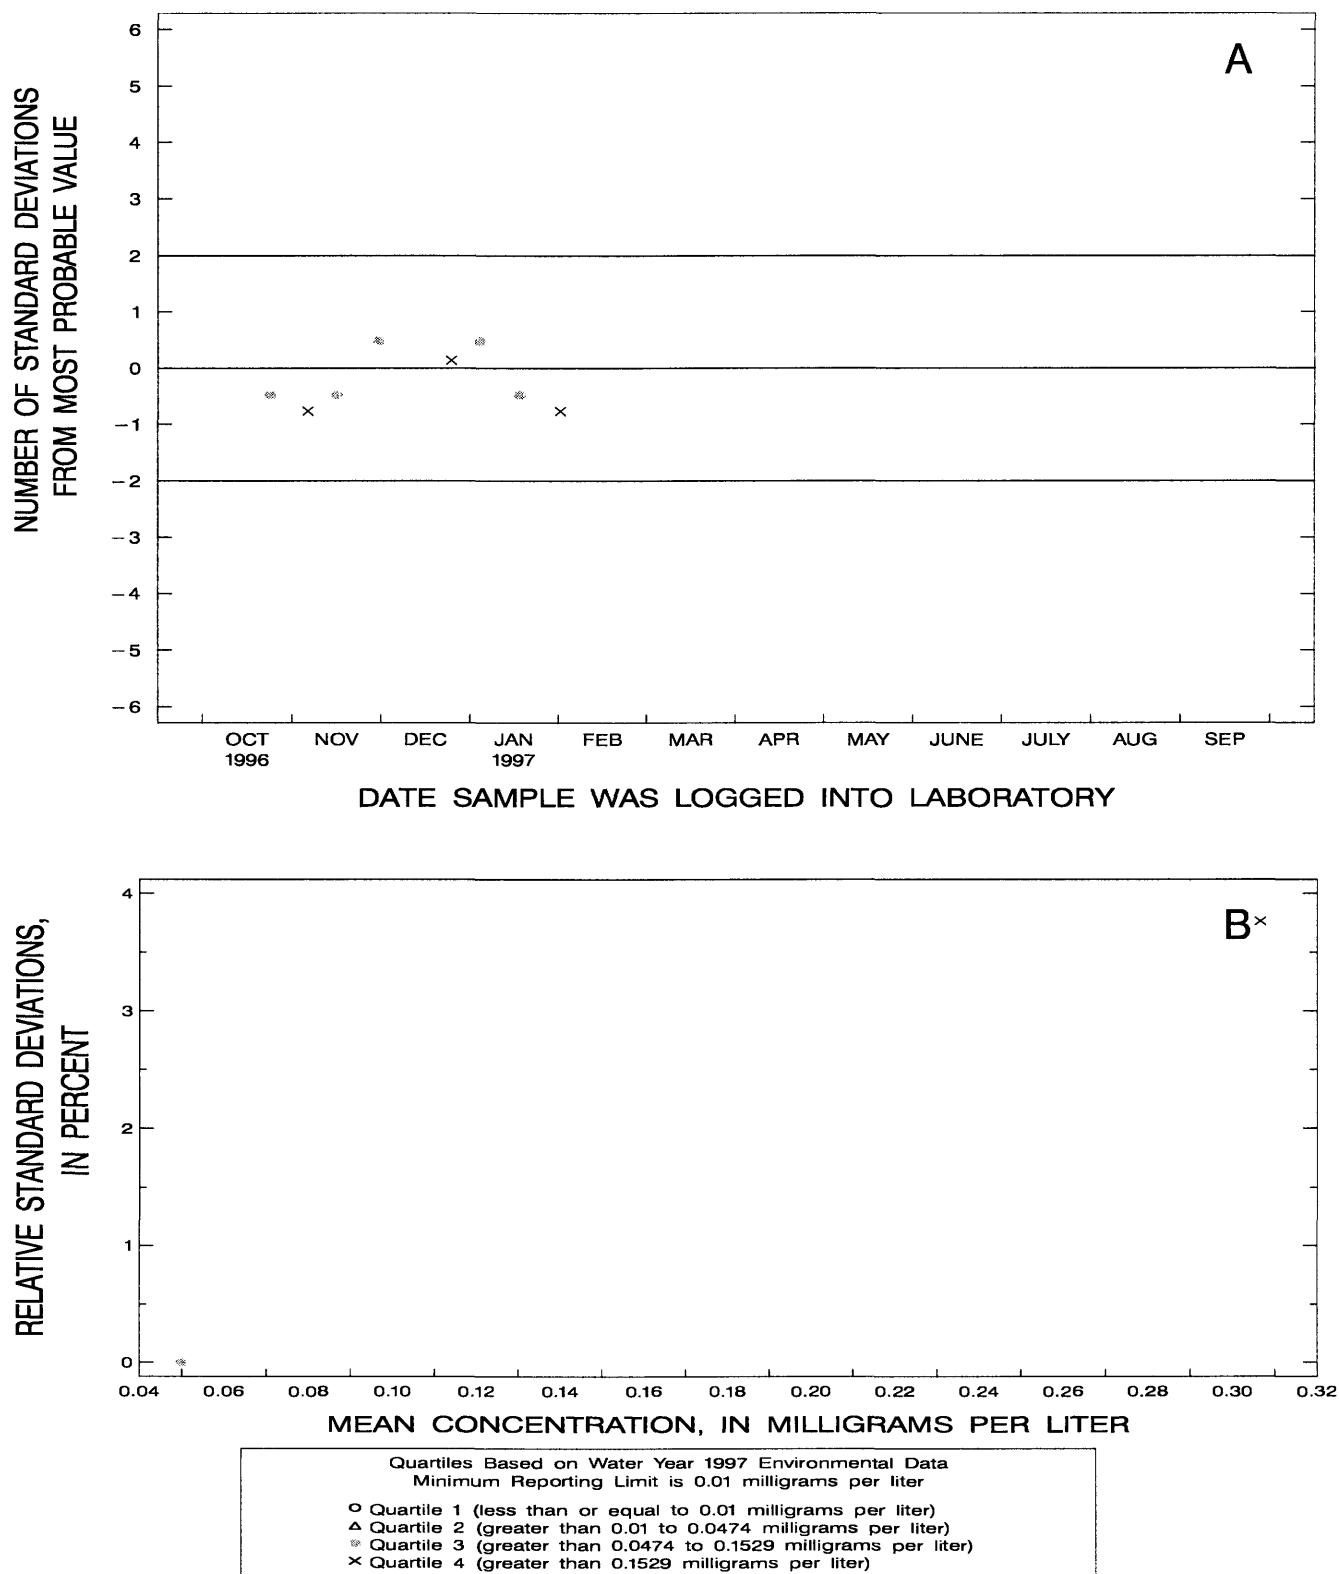 A
NUMBER OF STANDARD DEVIATIONS
FROM MOST PROBABLE VALUE
6
5
4
3
2
1
0
−1
−2
−3
−4
−5
−6
OCT NOV DEC JAN FEB MAR APR MAY JUNE JULY AUG SEP
1996 1997
DATE SAMPLE WAS LOGGED INTO LABORATORY
B
RELATIVE STANDARD DEVIATIONS,
IN PERCENT
4
3
2
1
0
0.04 0.06 0.08 0.10 0.12 0.14 0.16 0.18 0.20 0.22 0.24 0.26 0.28 0.30 0.32
MEAN CONCENTRATION, IN MILLIGRAMS PER LITER
Quartiles Based on Water Year 1997 Environmental Data
Minimum Reporting Limit is 0.01 milligrams per liter
Quartile 1 (less than or equal to 0.01 milligrams per liter)
Quartile 2 (greater than 0.01 to 0.0474 milligrams per liter)
Quartile 3 (greater than 0.0474 to 0.1529 milligrams per liter)
Quartile 4 (greater than 0.1529 milligrams per liter)